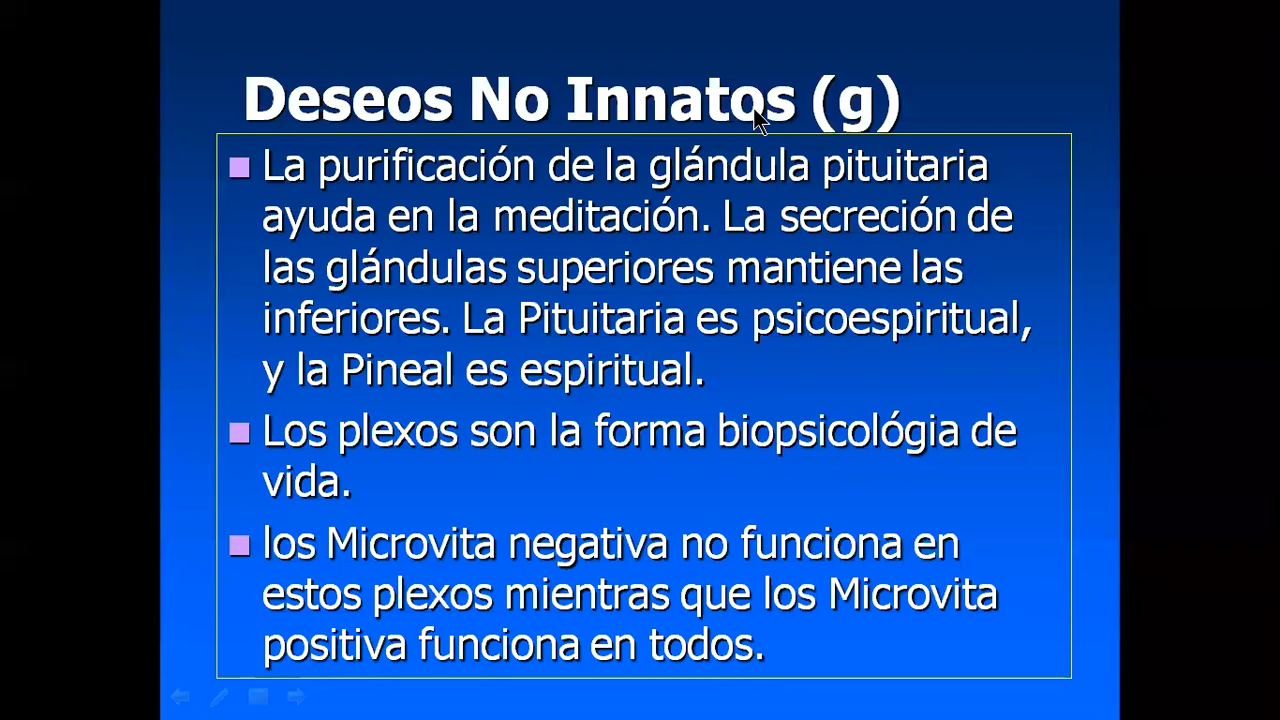 Deseos No Innatos (g)
La purificación de la glándula pituitaria
ayuda en la meditación. La secreción de
las glándulas superiores mantiene las
inferiores. La Pituitaria es psicoespiritual,
y la Pineal es espiritual.
Los plexos son la forma biopsicológia de
vida.
los Microvita negativa no funciona en
estos plexos mientras que los Microvita
positiva funciona en todos.